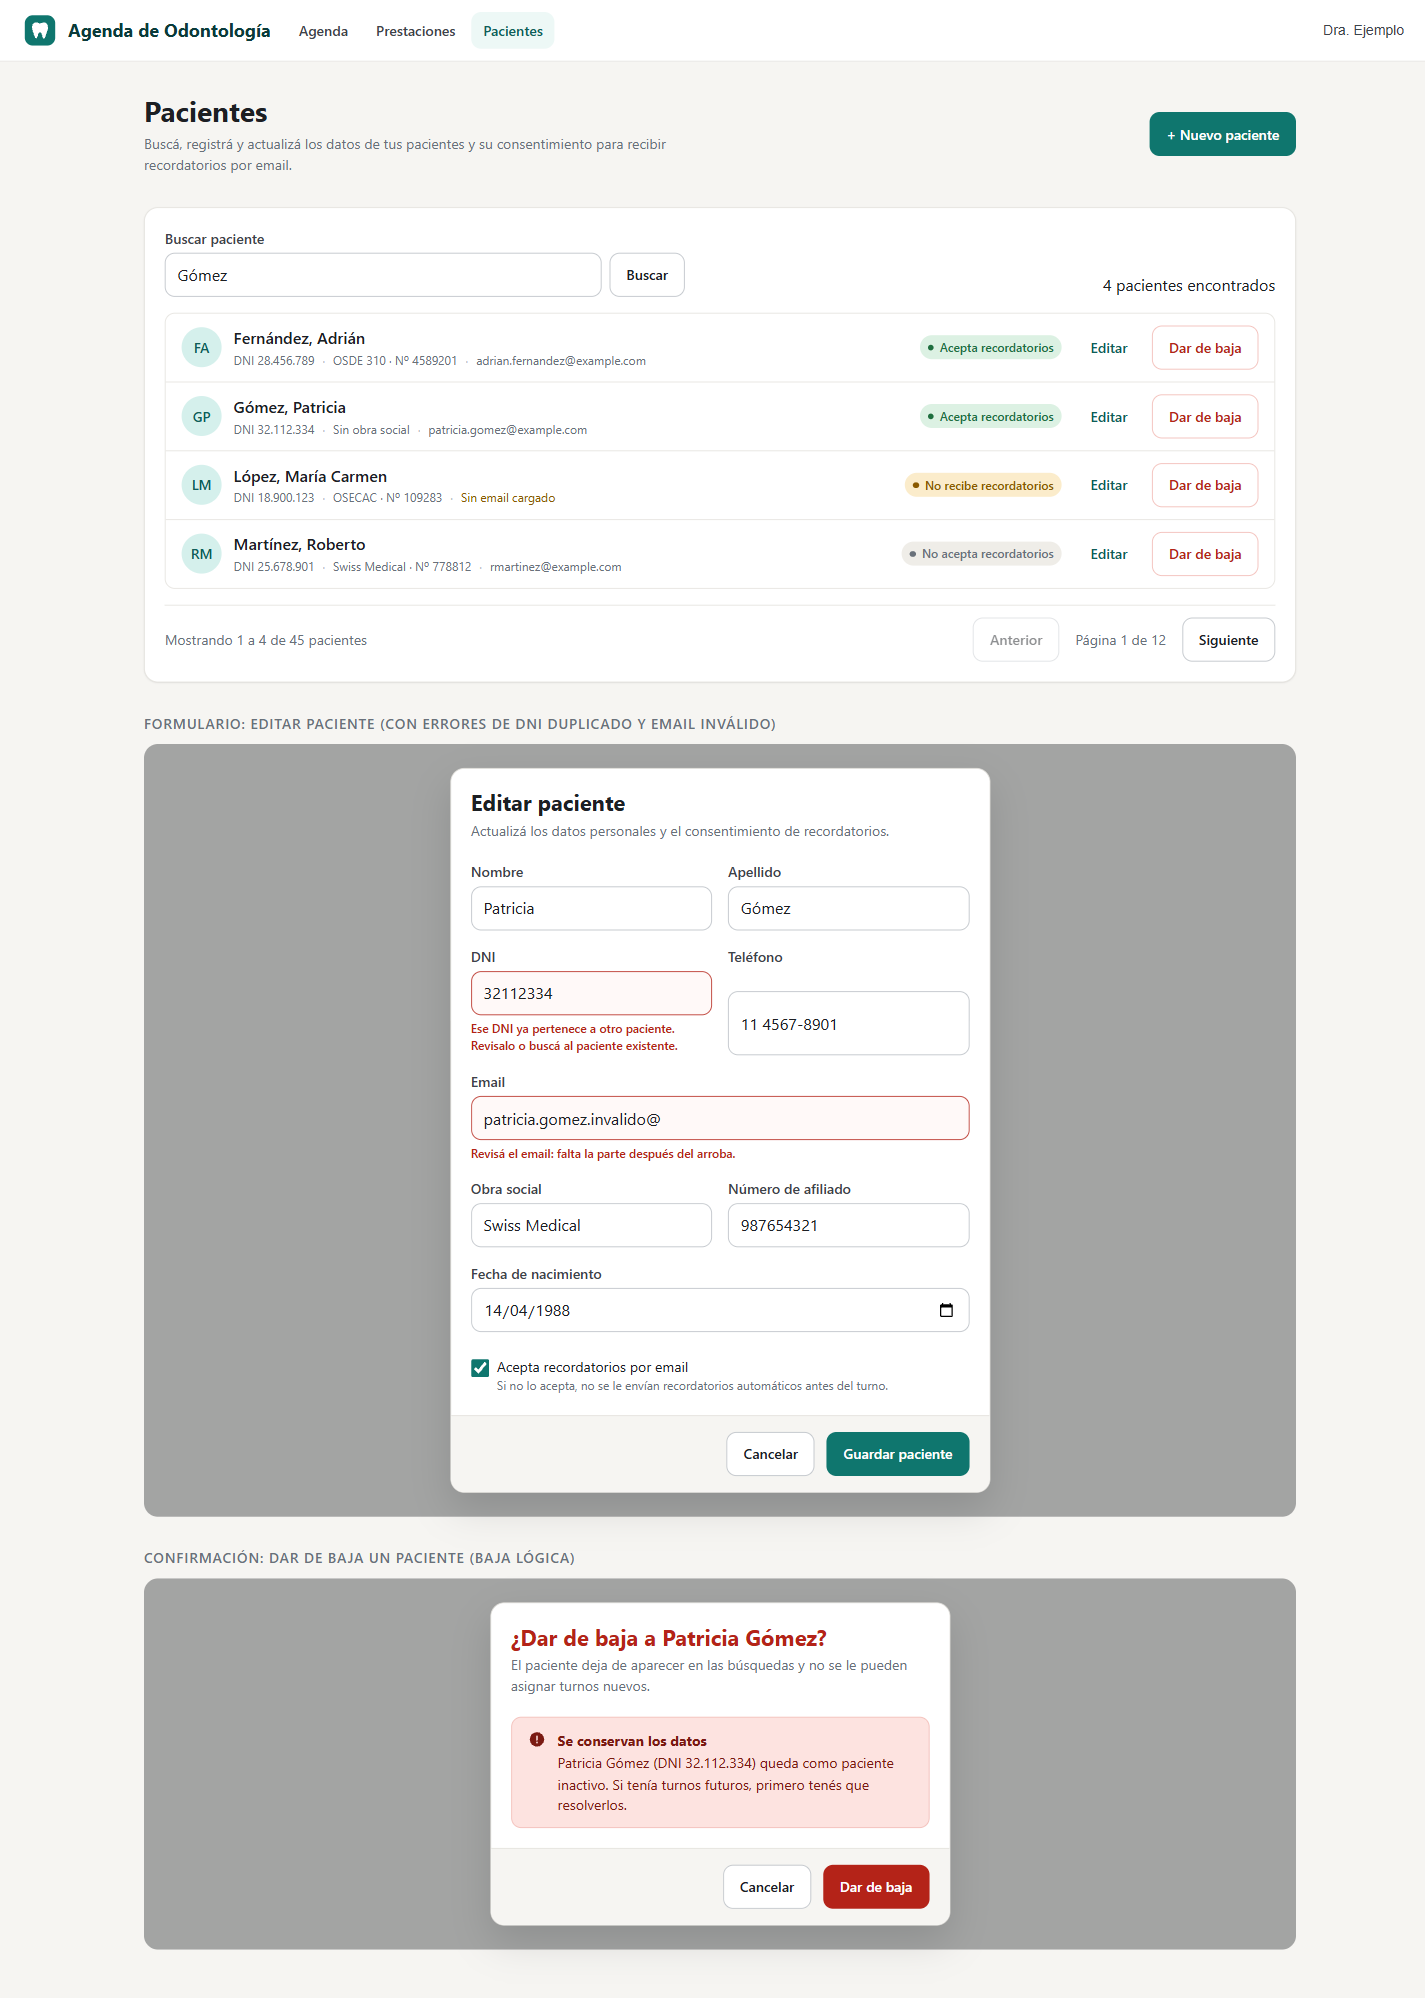 Agenda de Odontología
Agenda
Prestaciones
Pacientes
Dra. Ejemplo
Pacientes
Buscá, registrá y actualizá los datos de tus pacientes y su consentimiento para recibir
recordatorios por email.
+ Nuevo paciente
Buscar paciente
Gómez
Buscar
4 pacientes encontrados
FA
Fernández, Adrián
DNI 28.456.789 · OSDE 310 · Nº 4589201 · adrian.fernandez@example.com
Acepta recordatorios
Editar
Dar de baja
GP
Gómez, Patricia
DNI 32.112.334 · Sin obra social · patricia.gomez@example.com
Acepta recordatorios
Editar
Dar de baja
LM
López, María Carmen
DNI 18.900.123 · OSECAC · Nº 109283 · Sin email cargado
No recibe recordatorios
Editar
Dar de baja
RM
Martínez, Roberto
DNI 25.678.901 · Swiss Medical · Nº 778812 · rmartinez@example.com
No acepta recordatorios
Editar
Dar de baja
Mostrando 1 a 4 de 45 pacientes
Anterior
Página 1 de 12
Siguiente
FORMULARIO: EDITAR PACIENTE (CON ERRORES DE DNI DUPLICADO Y EMAIL INVÁLIDO)
Editar paciente
Actualizá los datos personales y el consentimiento de recordatorios.
Nombre
Patricia
Apellido
Gómez
DNI
32112334
Ese DNI ya pertenece a otro paciente.
Revisalo o buscá al paciente existente.
Teléfono
11 4567-8901
Email
patricia.gomez.invalido@
Revisá el email: falta la parte después del arroba.
Obra social
Swiss Medical
Número de afiliado
987654321
Fecha de nacimiento
14/04/1988
Acepta recordatorios por email
Si no lo acepta, no se le envían recordatorios automáticos antes del turno.
Cancelar
Guardar paciente
CONFIRMACIÓN: DAR DE BAJA UN PACIENTE (BAJA LÓGICA)
¿Dar de baja a Patricia Gómez?
El paciente deja de aparecer en las búsquedas y no se le pueden
asignar turnos nuevos.
Se conservan los datos
Patricia Gómez (DNI 32.112.334) queda como paciente
inactivo. Si tenía turnos futuros, primero tenés que
resolverlos.
Cancelar
Dar de baja